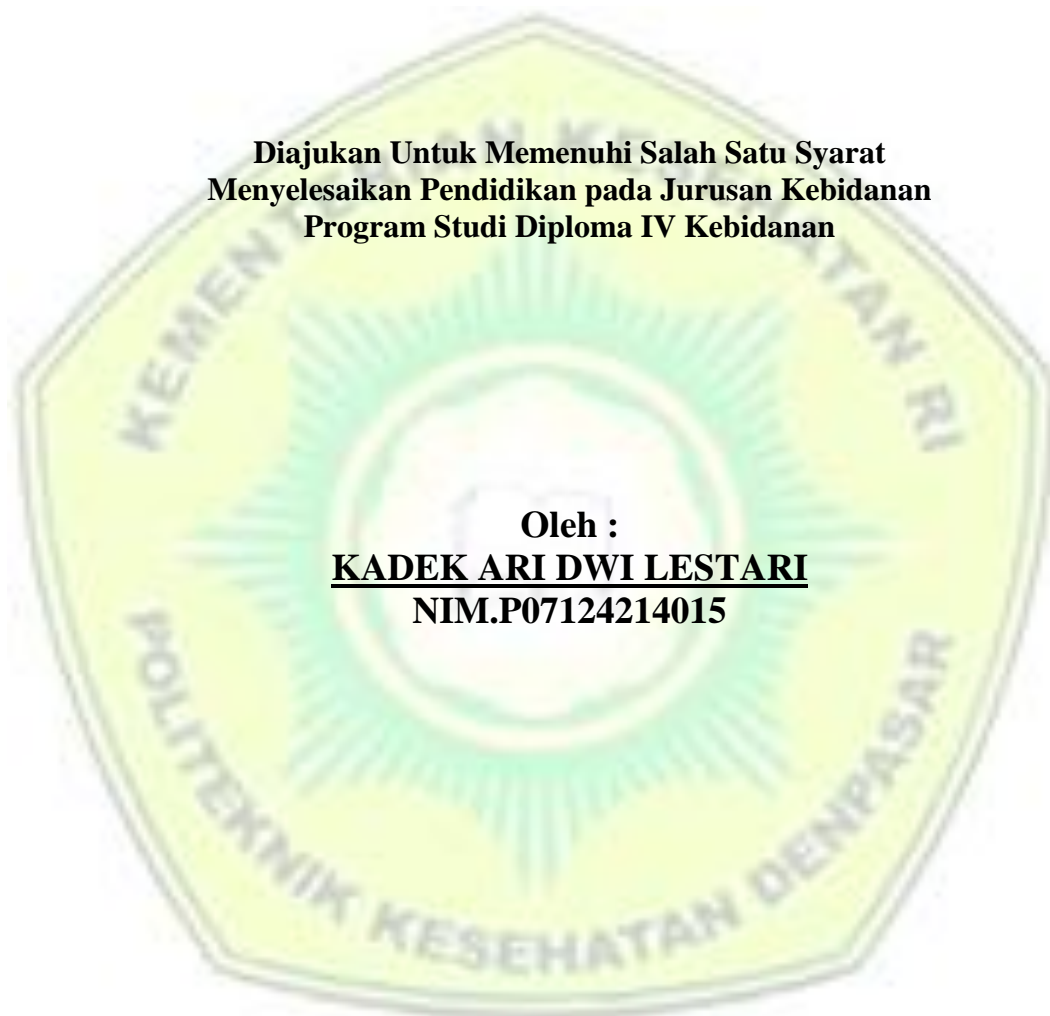 Diajukan Untuk Memenuhi Salah Satu Syarat
Menyelesaikan Pendidikan pada Jurusan Kebidanan
Program Studi Diploma IV Kebidanan
Oleh :
KADEK ARI DWI LESTARI
NIM.P07124214015
KEMENTERIAN KESEHATAN RI
POLITEKNIK KESEHATAN DENPASAR